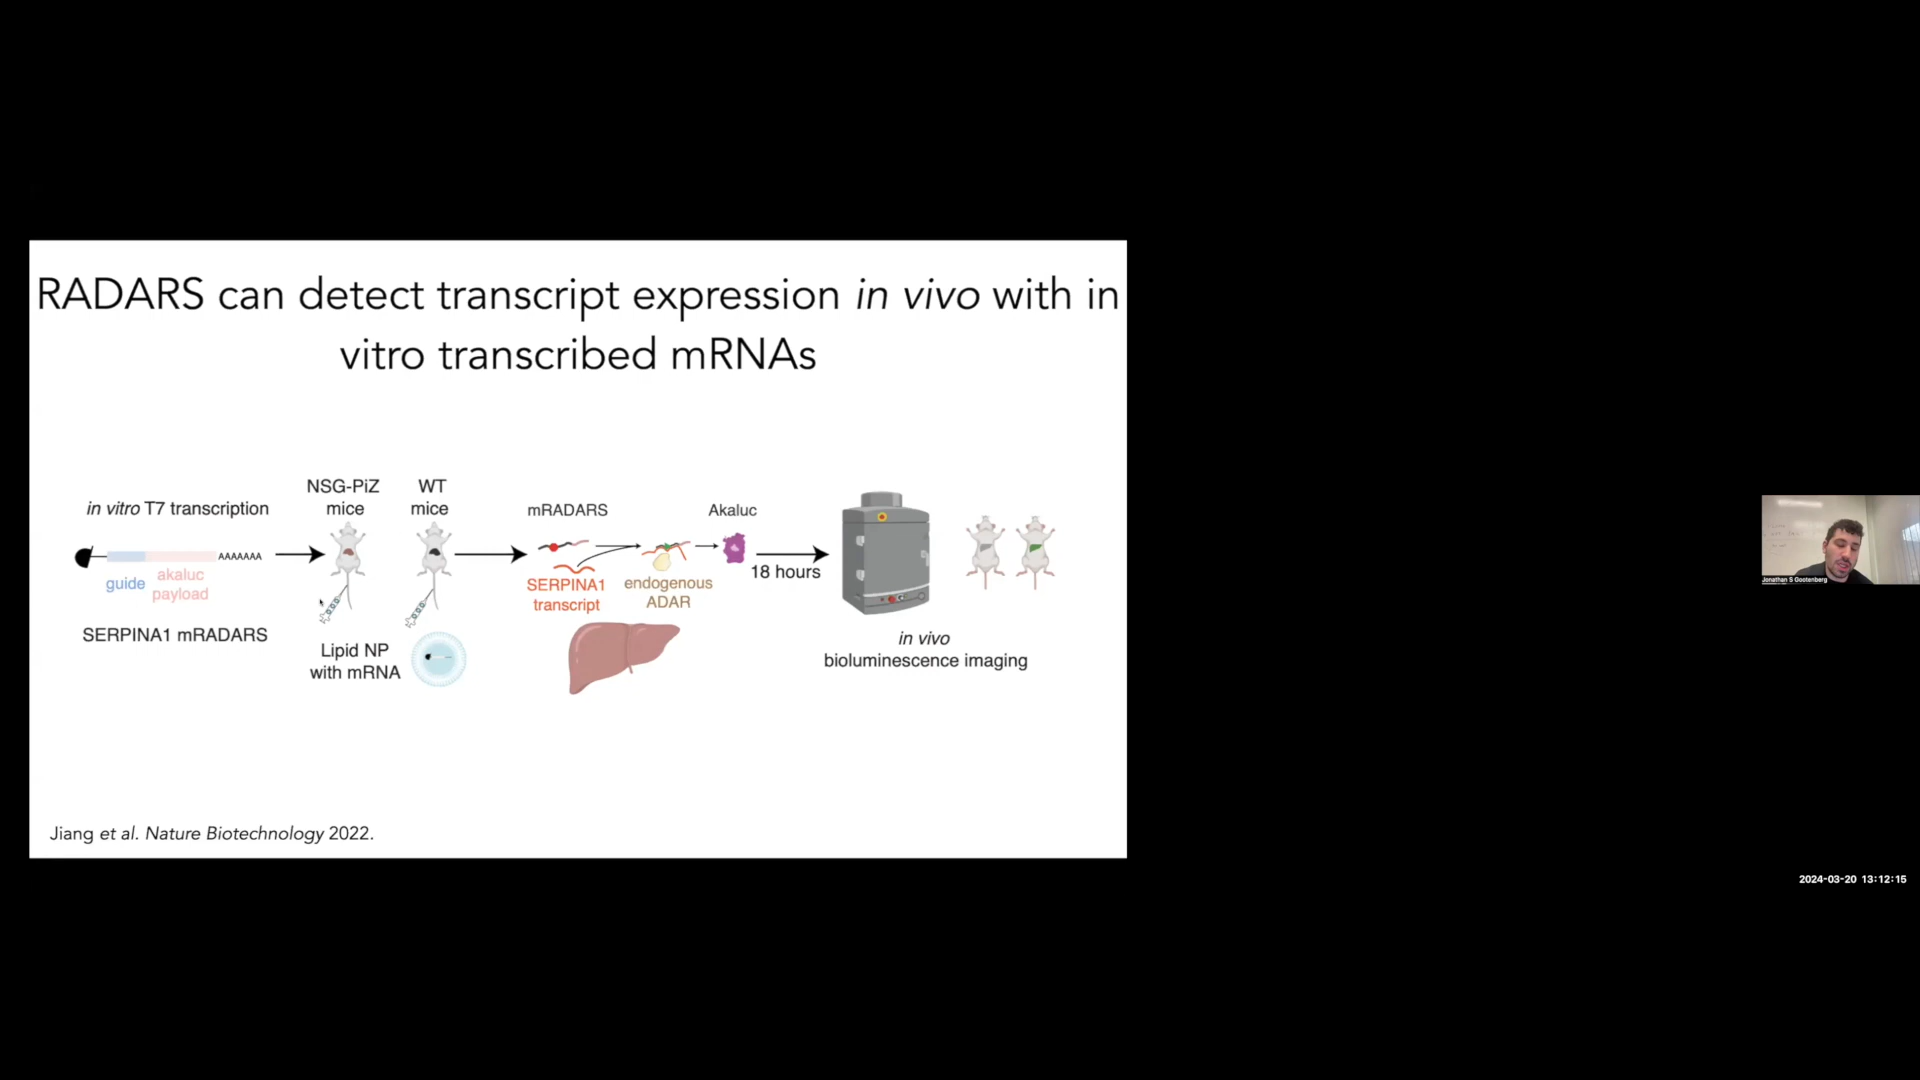 RADARS can detect transcript expression in vivo with in
vitro transcribed mRNAs
in vitro T7 transcription
AAAAAAA
guide
akaluc
payload
SERPINA1 mRADARS
NSG-PiZ
mice
WT
mice
Lipid NP
with mRNA
mRADARS
SERPINA1
transcript
endogenous
ADAR
Akaluc
18 hours
in vivo
bioluminescence imaging
Jiang et al. Nature Biotechnology 2022.
Jonathan S Gootenberg
2024-03-20 13:12:15